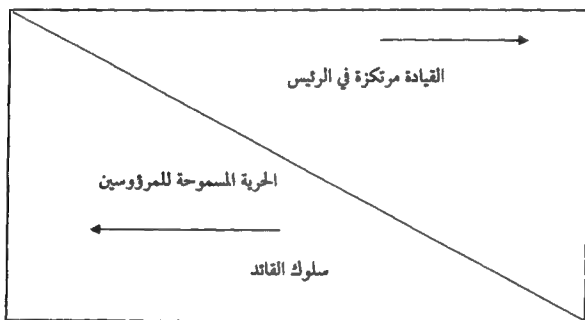 القيادة مرتكزة في الرئيس
الحرية المسموحة للمرؤوسين
سلوك القائد